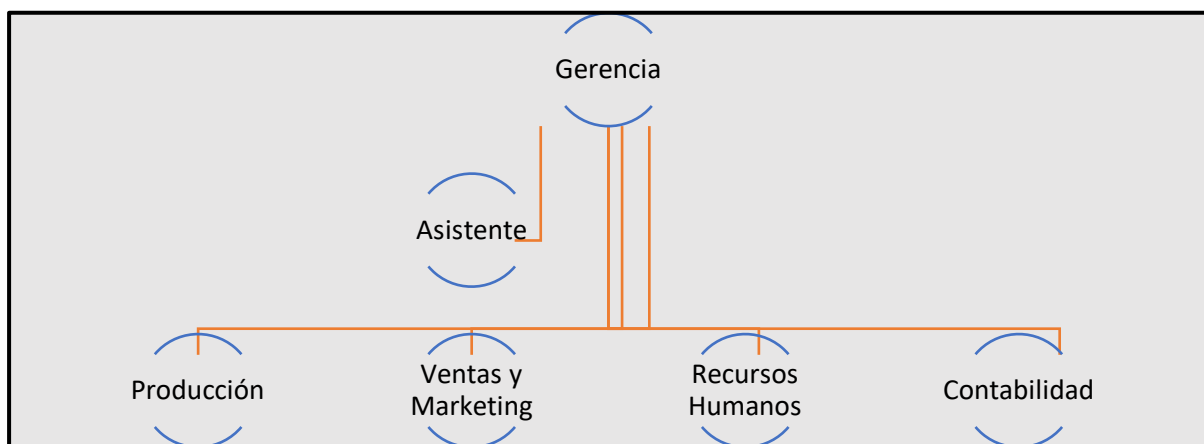 Gerencia
Asistente
Producción
Ventas y
Marketing
Recursos
Humanos
Contabilidad